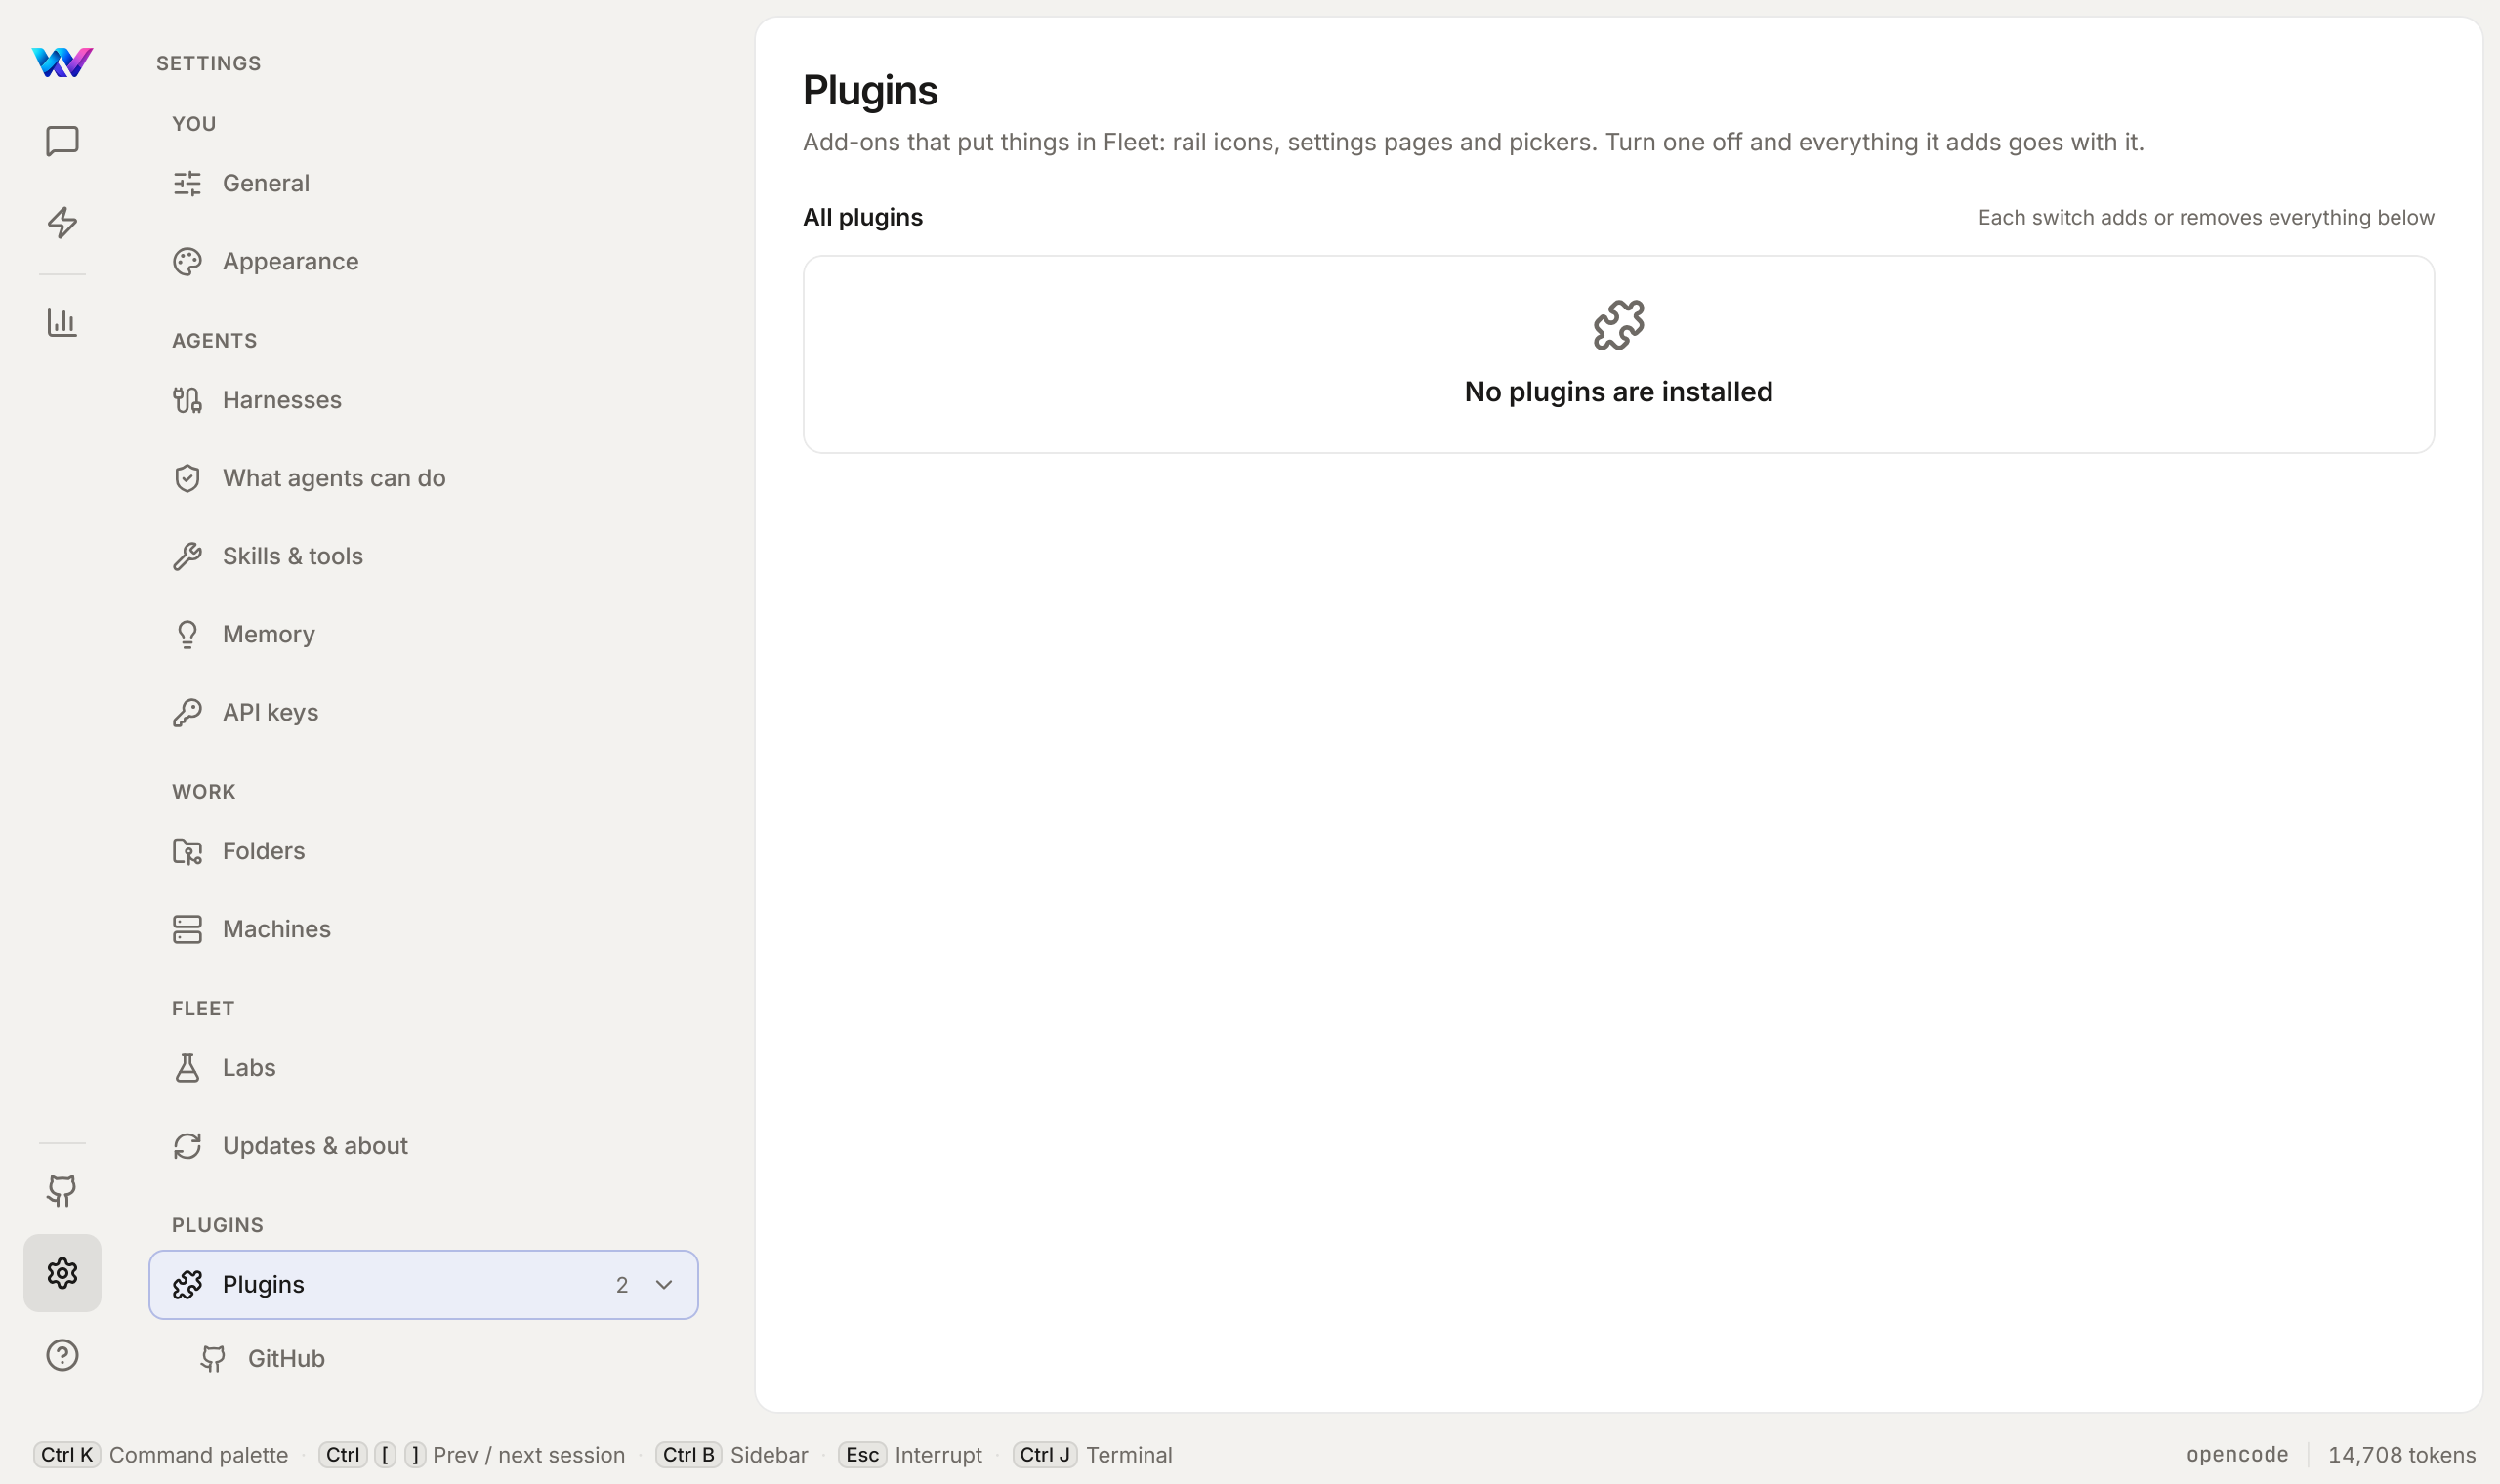 SETTINGS
YOU
General
Appearance
AGENTS
Harnesses
What agents can do
Skills & tools
Memory
API keys
WORK
Folders
Machines
FLEET
Labs
Updates & about
PLUGINS
Plugins 2
GitHub
Plugins
Add-ons that put things in Fleet: rail icons, settings pages and pickers. Turn one off and everything it adds goes with it.
All plugins Each switch adds or removes everything below
No plugins are installed
Ctrl K Command palette · Ctrl [ ] Prev / next session · Ctrl B Sidebar · Esc Interrupt · Ctrl J Terminal opencode 14,708 tokens